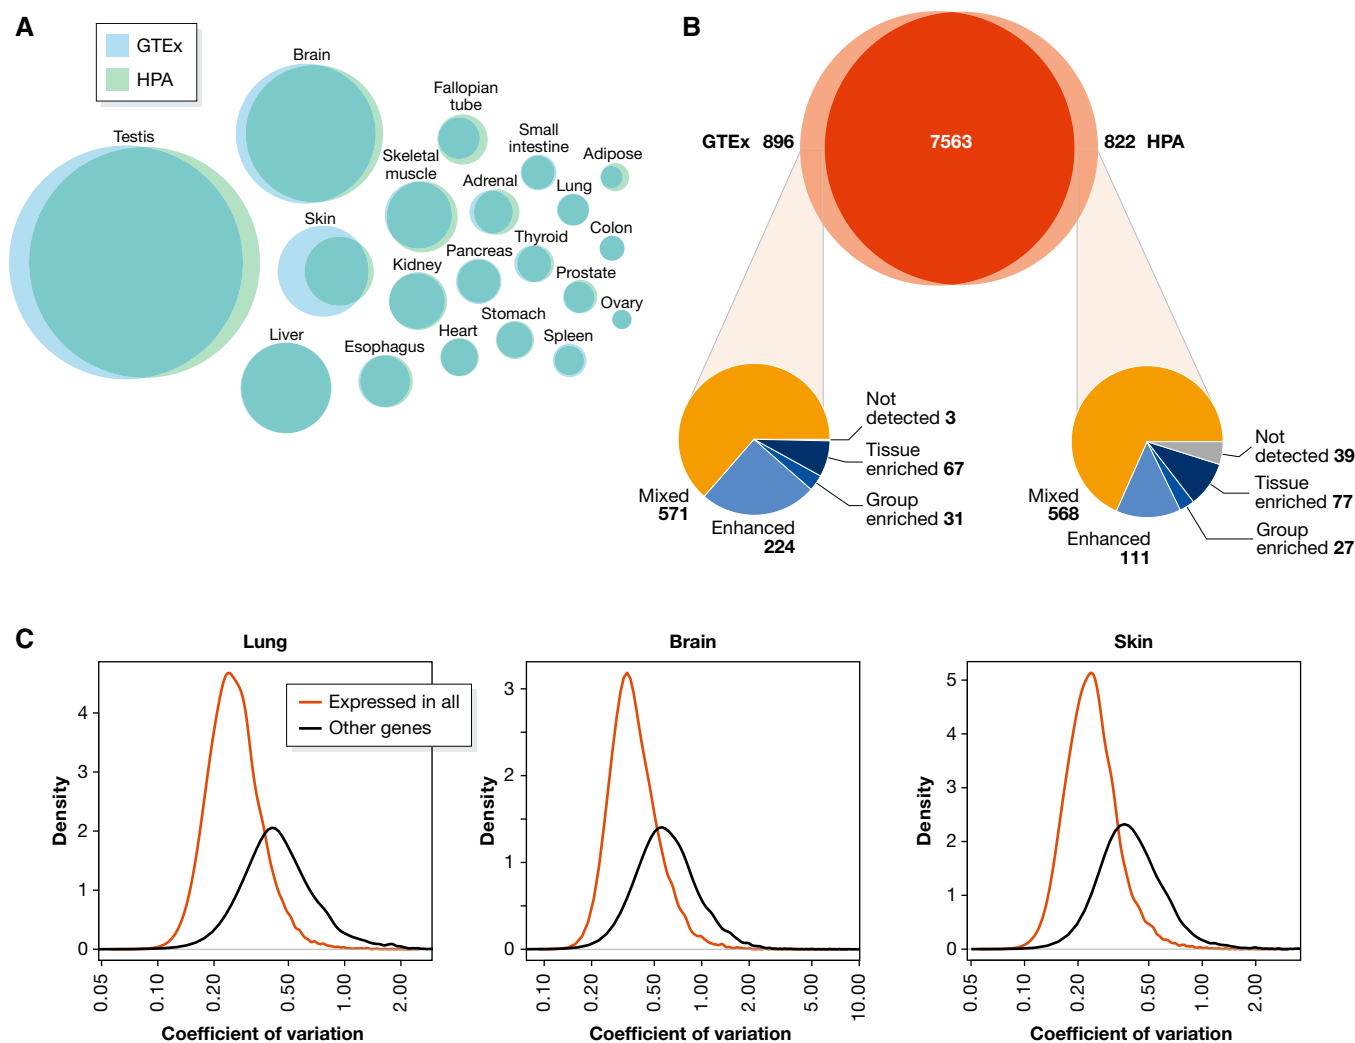 A
GTEx
HPA
Brain
Testis
Fallopian
tube
Small
intestine
Adipose
Skeletal
muscle
Adrenal
Lung
Skin
Colon
Thyroid
Pancreas
Kidney
Prostate
Ovary
Stomach
Heart
Liver
Esophagus
Spleen
B
GTEx 896
7563
822 HPA
Not
detected 3
Tissue
enriched 67
Group
enriched 31
Mixed
571
Enhanced
224
Not
detected 39
Tissue
enriched 77
Group
enriched 27
Mixed
568
Enhanced
111
C
Lung
Expressed in all
Other genes
Density
4
3
2
1
0
0.05 0.10 0.20 0.50 1.00 2.00
Coefficient of variation
Brain
Density
3
2
1
0
0.10 0.20 0.50 1.00 2.00 5.00 10.00
Coefficient of variation
Skin
Density
5
4
3
2
1
0
0.05 0.10 0.20 0.50 1.00 2.00
Coefficient of variation